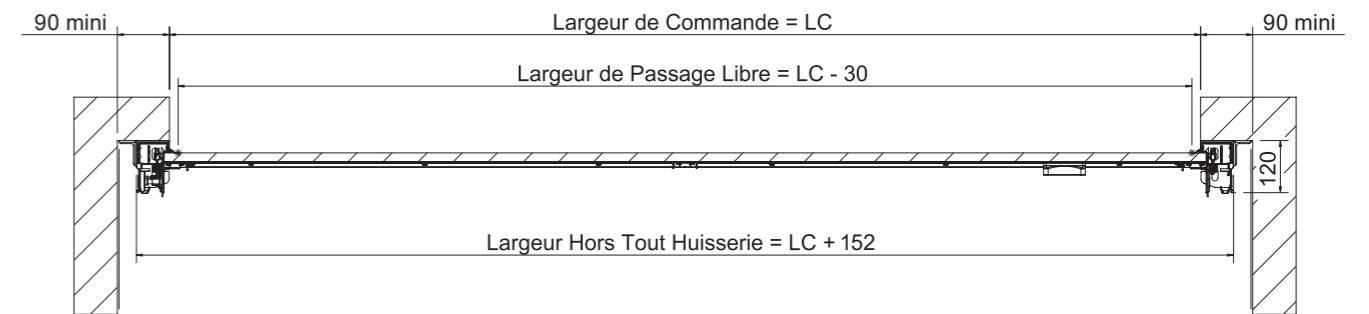 90 mini
Largeur de Commande = LC
90 mini
Largeur de Passage Libre = LC - 30
120
Largeur Hors Tout Huisserie = LC + 152